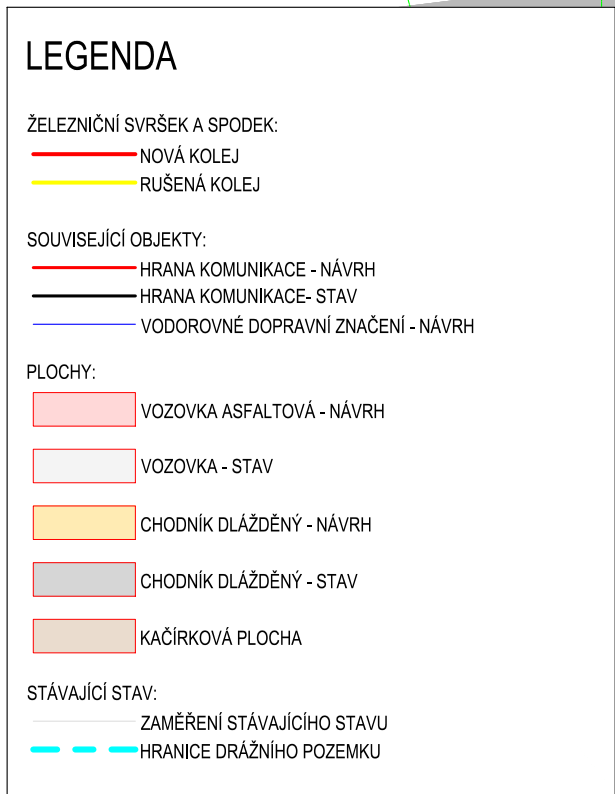 LEGENDA
ŽELEZNIČNÍ SVRŠEK A SPODEK:
NOVÁ KOLEJ
RUŠENÁ KOLEJ
SOUVISEJÍCÍ OBJEKTY:
HRANA KOMUNIKACE - NÁVRH
HRANA KOMUNIKACE- STAV
VODOROVNÉ DOPRAVNÍ ZNAČENÍ - NÁVRH
PLOCHY:
VOZOVKA ASFALTOVÁ - NÁVRH
VOZOVKA - STAV
CHODNÍK DLÁŽDĚNÝ - NÁVRH
CHODNÍK DLÁŽDĚNÝ - STAV
KAČÍRKOVÁ PLOCHA
STÁVAJÍCÍ STAV:
ZAMĚŘENÍ STÁVAJÍCÍHO STAVU
HRANICE DRÁŽNÍHO POZEMKU